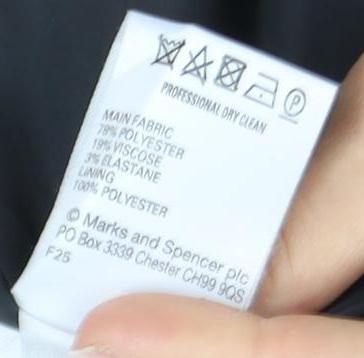 P
PROFESSIONAL DRY CLEAN
MAIN FABRIC
78% POLYESTER
19% VISCOSE
3% ELASTANE
LINING
100% POLYESTER
© Marks and Spencer plc
PO Box 3339 Chester CH99 9QS
F25